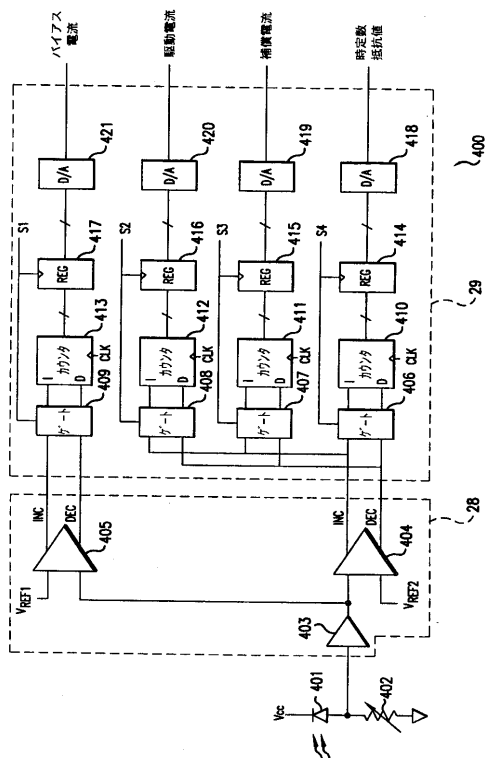 バイアス
電流
駆動電流
補償電流
時定数
抵抗値
421
D/A
420
D/A
419
D/A
418
D/A
400
S1
417
REG
S2
416
REG
S3
415
REG
S4
414
REG
29
413
I
カウンタ
D
CLK
412
I
カウンタ
D
CLK
411
I
カウンタ
D
CLK
410
I
カウンタ
D
CLK
409
ゲート
408
ゲート
407
ゲート
406
ゲート
INC
DEC
405
VREF1
INC
DEC
404
VREF2
28
403
Vcc
401
402